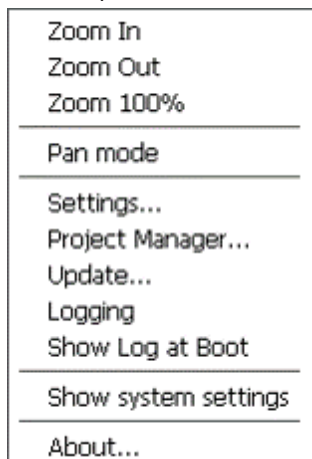 Zoom In
Zoom Out
Zoom 100%
Pan mode
Settings...
Project Manager...
Update...
Logging
Show Log at Boot
Show system settings
About...